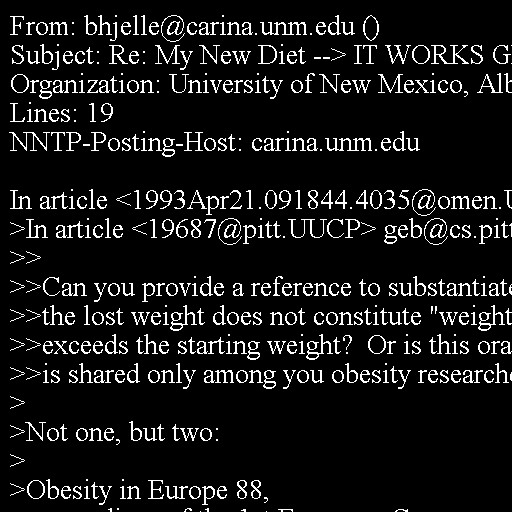 From: bhjelle@carina.unm.edu ()
Subject: Re: My New Diet --> IT WORKS G
Organization: University of New Mexico, Alb
Lines: 19
NNTP-Posting-Host: carina.unm.edu

In article <1993Apr21.091844.4035@omen.U
>In article <19687@pitt.UUCP> geb@cs.pitt
>>
>>Can you provide a reference to substantiate
>>the lost weight does not constitute "weight
>>exceeds the starting weight?  Or is this ora
>>is shared only among you obesity researche
>
>Not one, but two:
>
>Obesity in Europe 88,